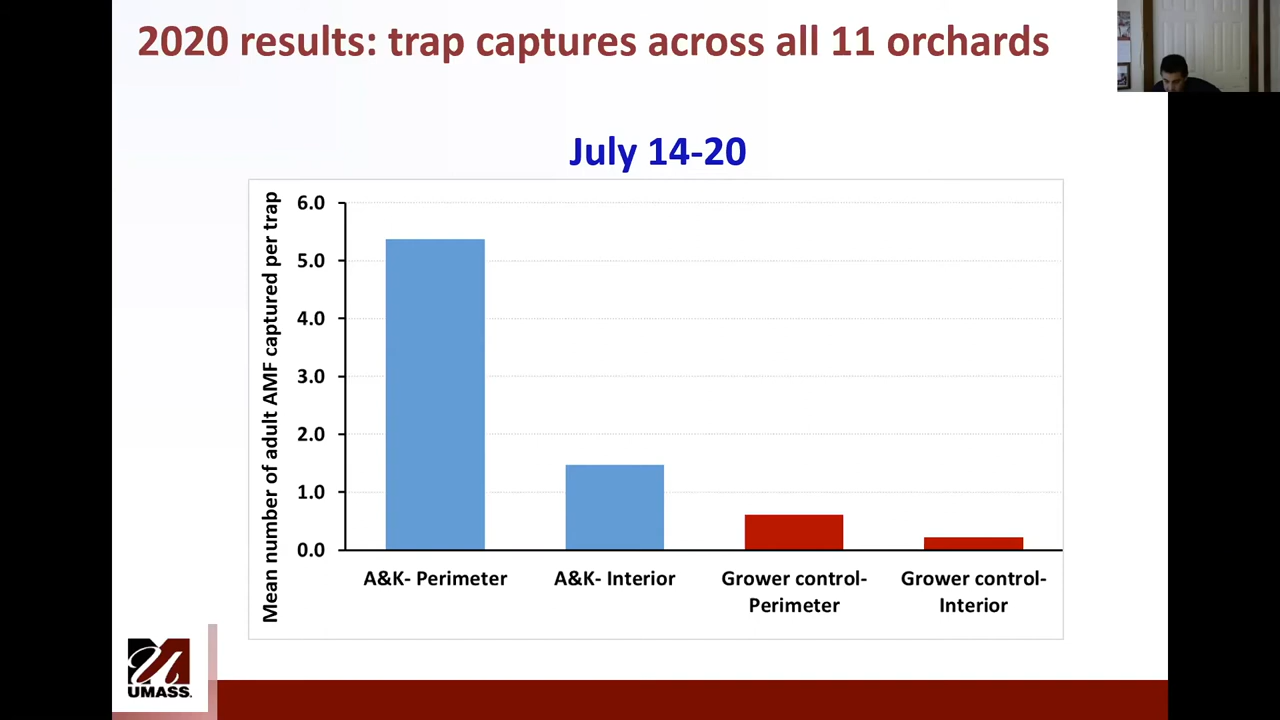 2020 results: trap captures across all 11 orchards
July 14-20
Mean number of adult AMF captured per trap
6.0
5.0
4.0
3.0
2.0
1.0
0.0
A&K- Perimeter
A&K- Interior
Grower control-
Perimeter
Grower control-
Interior
UMASS.